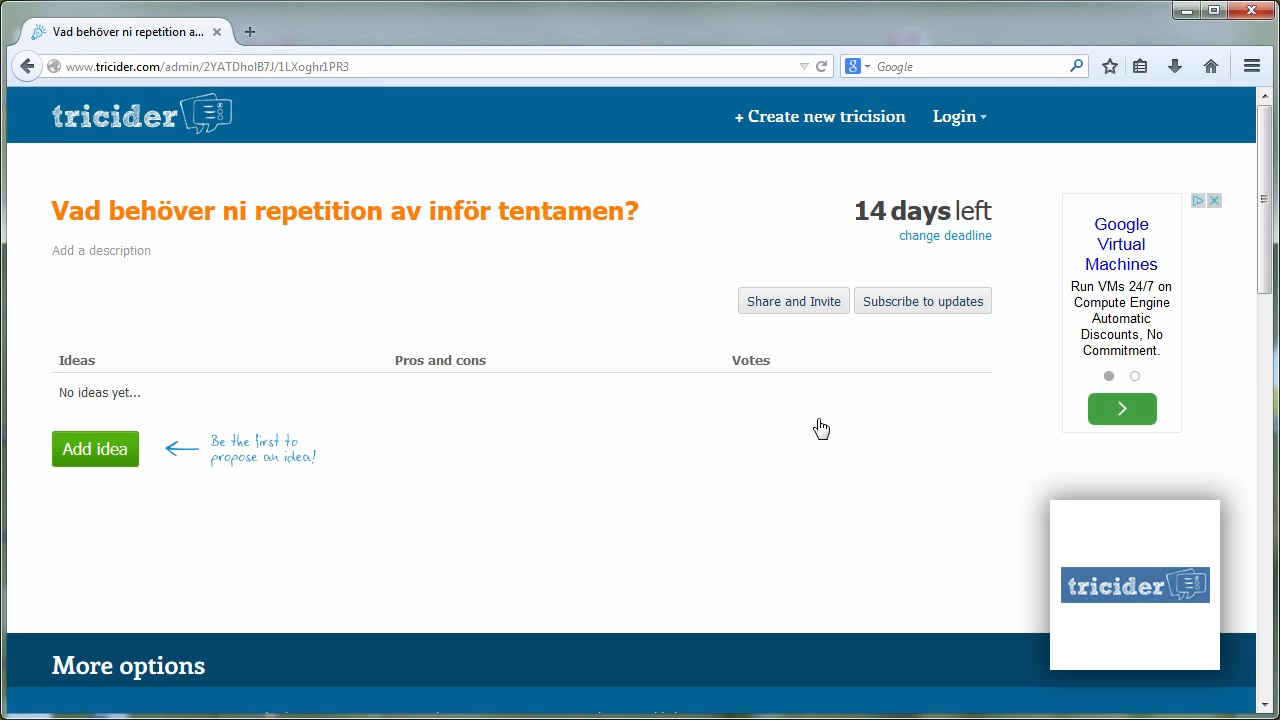 Vad behöver ni repetition a...
www.tricider.com/admin/2YATDholB7J/1LXoghr1PR3
Google
tricider
+ Create new tricision
Login
Vad behöver ni repetition av inför tentamen?
14 days left
change deadline
Add a description
Share and Invite
Subscribe to updates
Ideas
Pros and cons
Votes
No ideas yet...
Add idea
Be the first to
propose an idea!
Google
Virtual
Machines
Run VMs 24/7 on
Compute Engine
Automatic
Discounts, No
Commitment.
tricider
More options